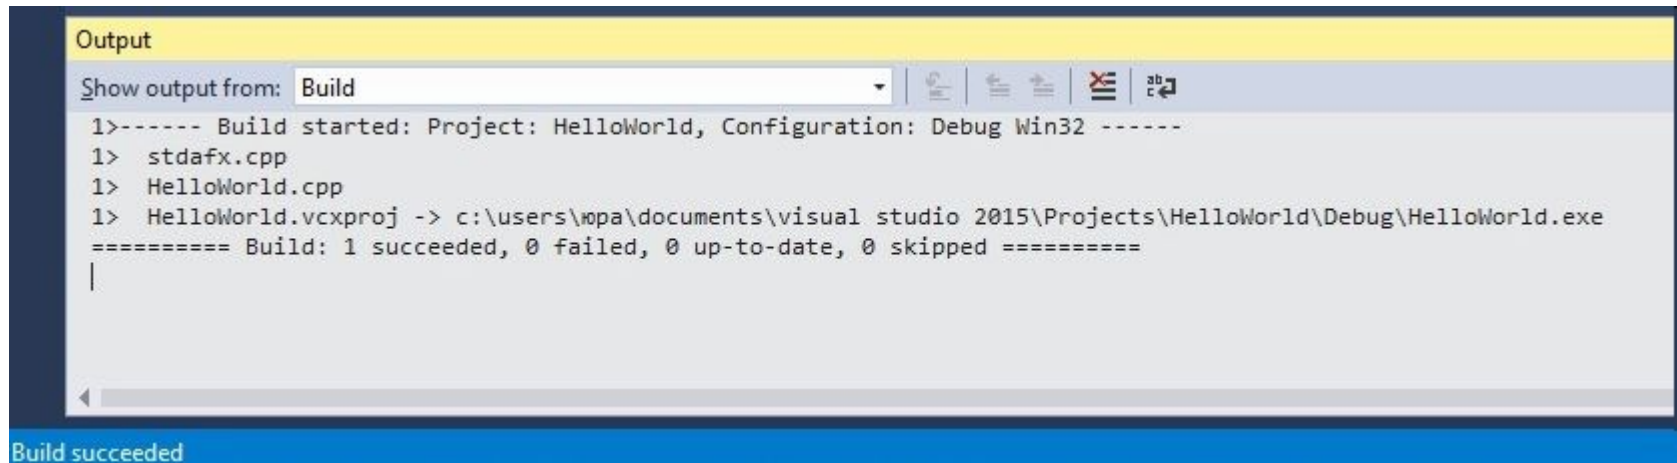 Output
Show output from: Build
1>------ Build started: Project: HelloWorld, Configuration: Debug Win32 ------
1>  stdafx.cpp
1>  HelloWorld.cpp
1>  HelloWorld.vcxproj -> c:\users\юра\documents\visual studio 2015\Projects\HelloWorld\Debug\HelloWorld.exe
========== Build: 1 succeeded, 0 failed, 0 up-to-date, 0 skipped ==========
Build succeeded